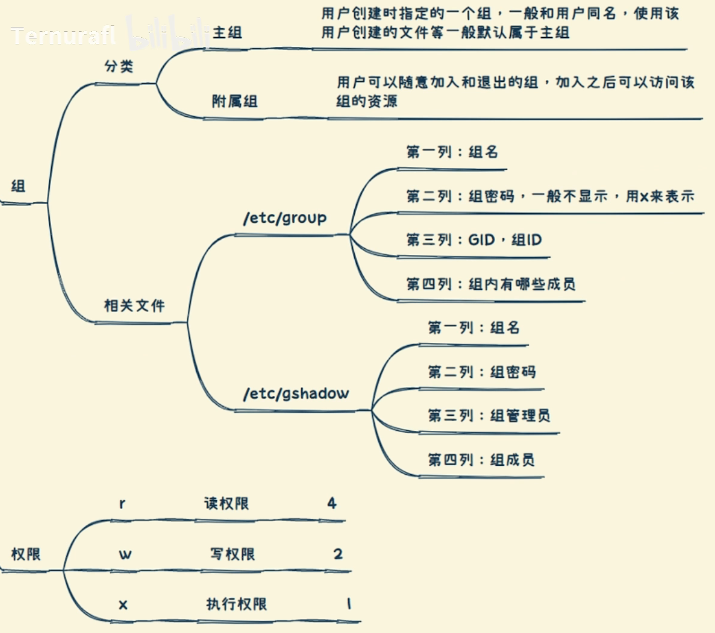 Ternurafl bilibili
用户创建时指定的一个组，一般和用户同名，使用该
主组
用户创建的文件等一般默认属于主组
分类
用户可以随意加入和退出的组，加入之后可以访问该
附属组
组的资源
第一列：组名
组
第二列：组密码，一般不显示，用x来表示
/etc/group
第三列：GID，组ID
第四列：组内有哪些成员
相关文件
第一列：组名
第二列：组密码
/etc/gshadow
第三列：组管理员
第四列：组成员
r 读权限 4
权限 w 写权限 2
x 执行权限 1